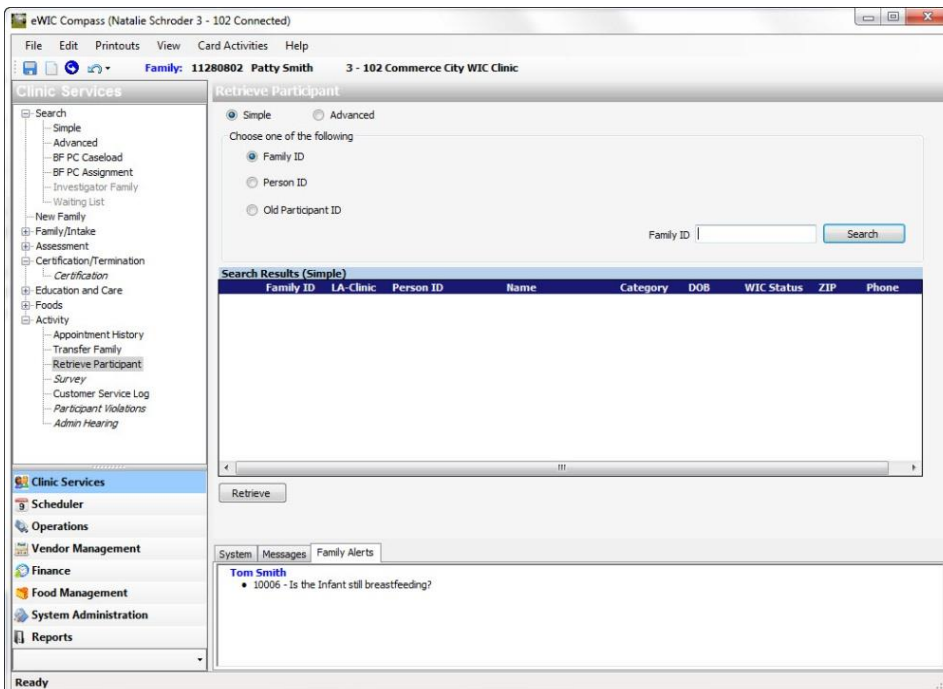 eWIC Compass (Natalie Schroder 3 - 102 Connected)
File Edit Printouts View Card Activities Help
Family: 11280802 Patty Smith 3 - 102 Commerce City WIC Clinic
Clinic Services
Search
Simple
Advanced
BF PC Caseload
BF PC Assignment
Investigator Family
Waiting List
New Family
Family/Intake
Assessment
Certification/Termination
Certification
Education and Care
Foods
Activity
Appointment History
Transfer Family
Retrieve Participant
Survey
Customer Service Log
Participant Violations
Admin Hearing
Clinic Services
9 Scheduler
Operations
Vendor Management
Finance
Food Management
System Administration
Reports
Retrieve Participant
Simple Advanced
Choose one of the following
Family ID
Person ID
Old Participant ID
Family ID Search
Search Results (Simple)
Family ID LA-Clinic Person ID Name Category DOB WIC Status ZIP Phone
Retrieve
System Messages Family Alerts
Tom Smith
• 10006 - Is the Infant still breastfeeding?
Ready